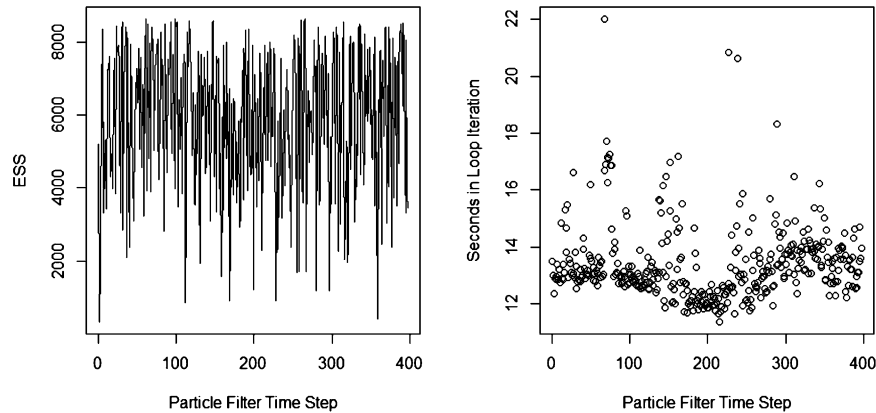 ESS
8000
6000
4000
2000
0 100 200 300 400
Particle Filter Time Step
Seconds in Loop Iteration
22
20
18
16
14
12
0 100 200 300 400
Particle Filter Time Step